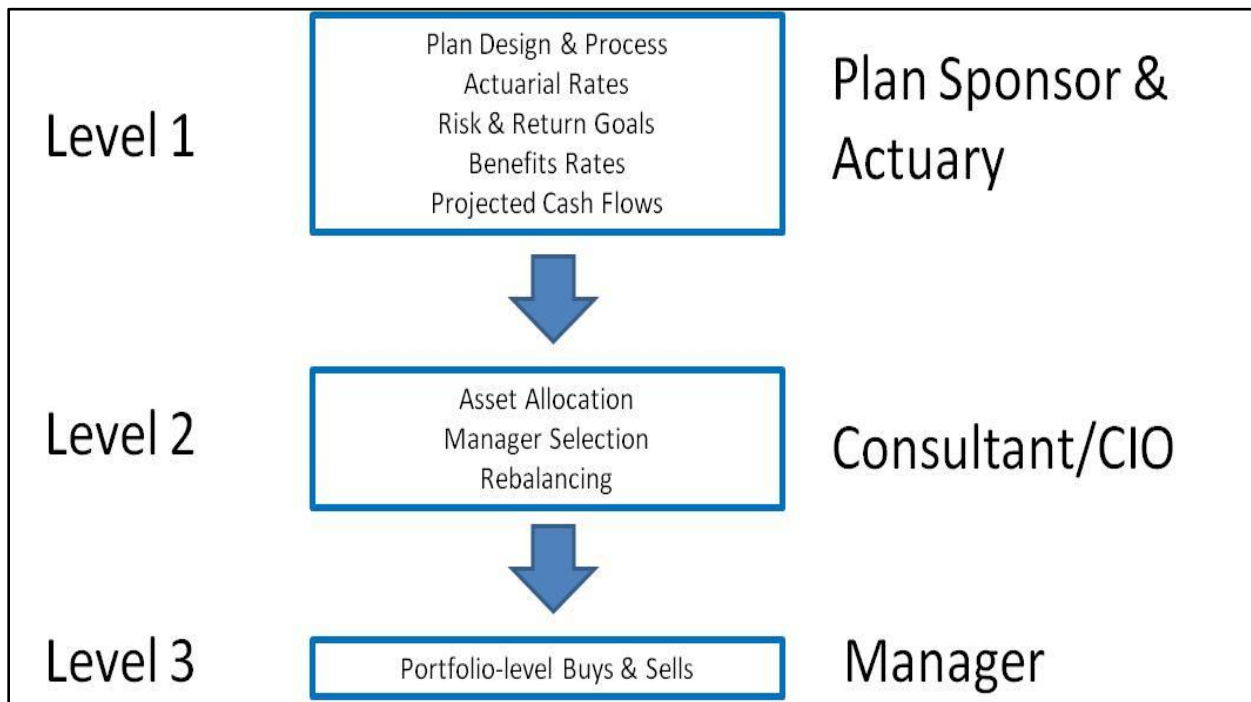 Level 1
Plan Design & Process
Actuarial Rates
Risk & Return Goals
Benefits Rates
Projected Cash Flows
Plan Sponsor &
Actuary
Level 2
Asset Allocation
Manager Selection
Rebalancing
Consultant/CIO
Level 3
Portfolio-level Buys & Sells
Manager